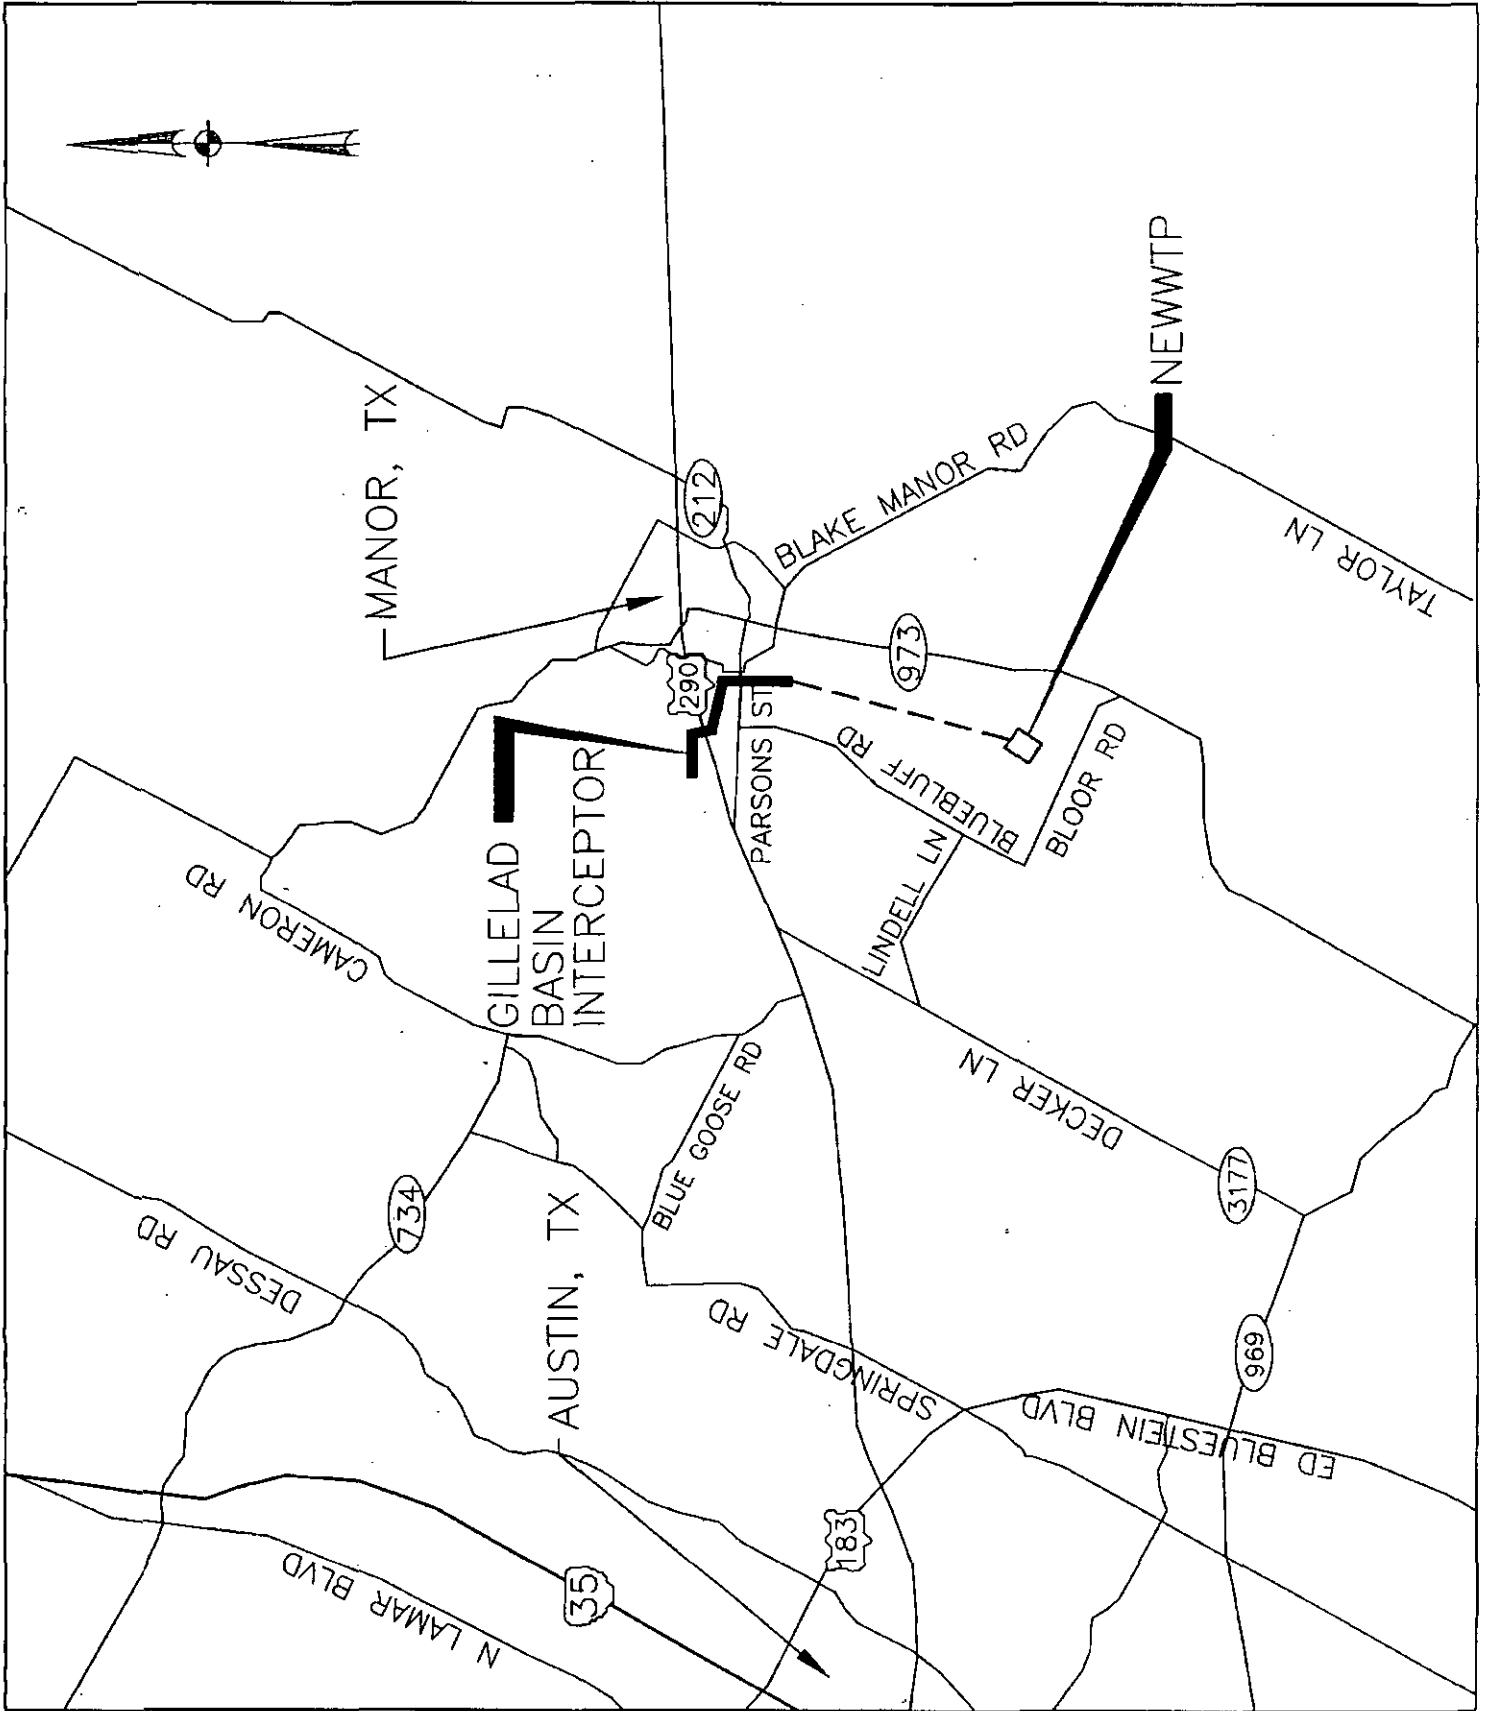 MANOR, TX
NEWWTP
212
BLAKE MANOR RD
TAYLOR LN
973
290
PARSONS ST
BLUEBLUFF RD
BLOOR RD
LINDELL LN
GILLELAD
BASIN
INTERCEPTOR
CAMERON RD
DECKER LN
BLUE GOOSE RD
3177
734
DESSAU RD
AUSTIN, TX
SPRINGDALE RD
969
ED BLUESTEIN BLVD
183
35
N LAMAR BLVD